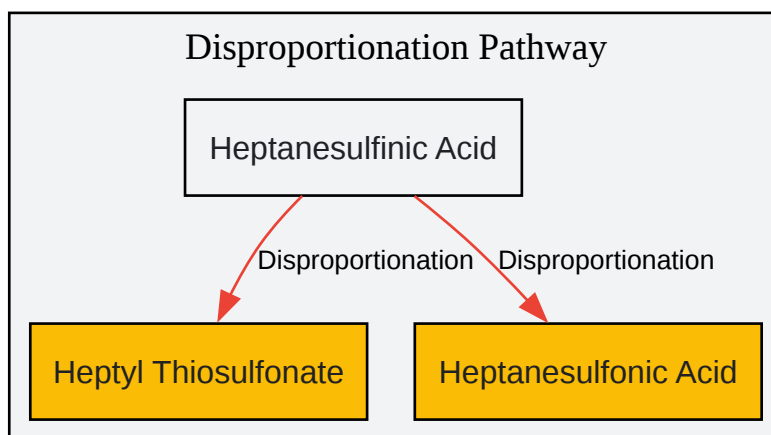 Disproportionation Pathway
Heptanesulfinic Acid
Disproportionation
Disproportionation
Heptyl Thiosulfonate
Heptanesulfonic Acid